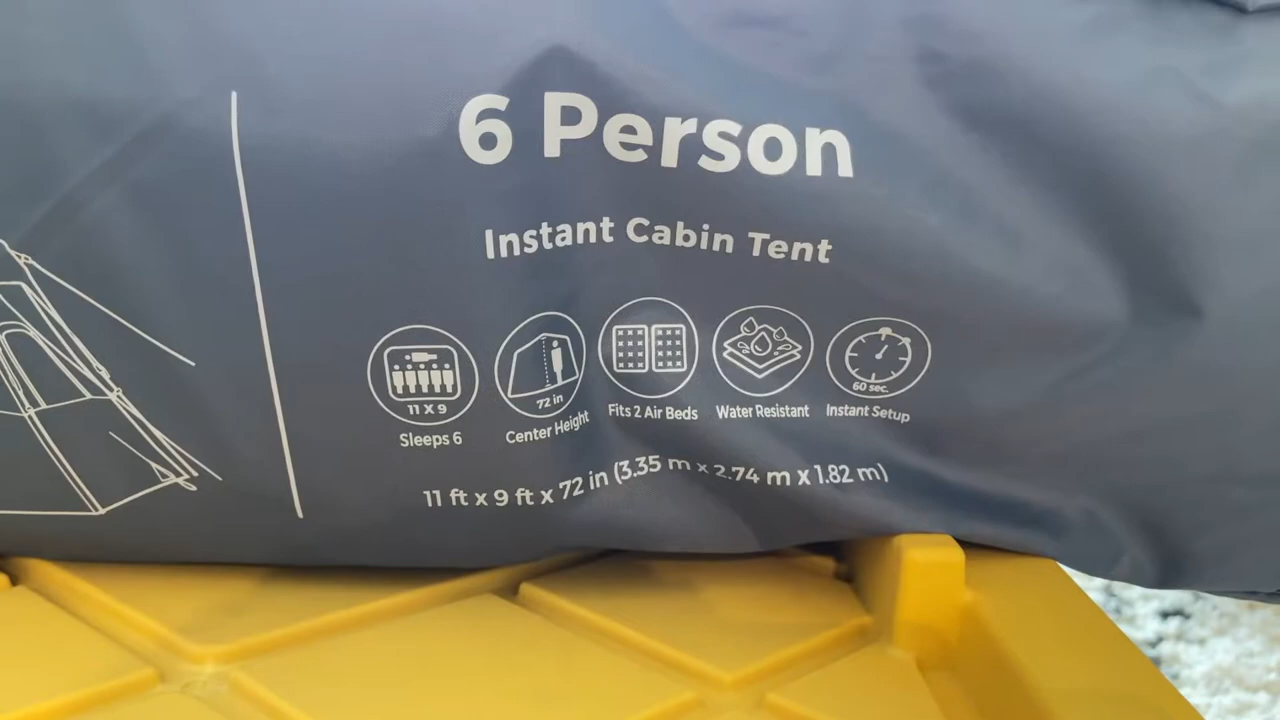 6 Person
Instant Cabin Tent
11 X 9
Sleeps 6
72 in
Center Height
Fits 2 Air Beds
Water Resistant
60 sec.
Instant Setup
11 ft x 9 ft x 72 in (3.35 m x 2.74 m x 1.82 m)